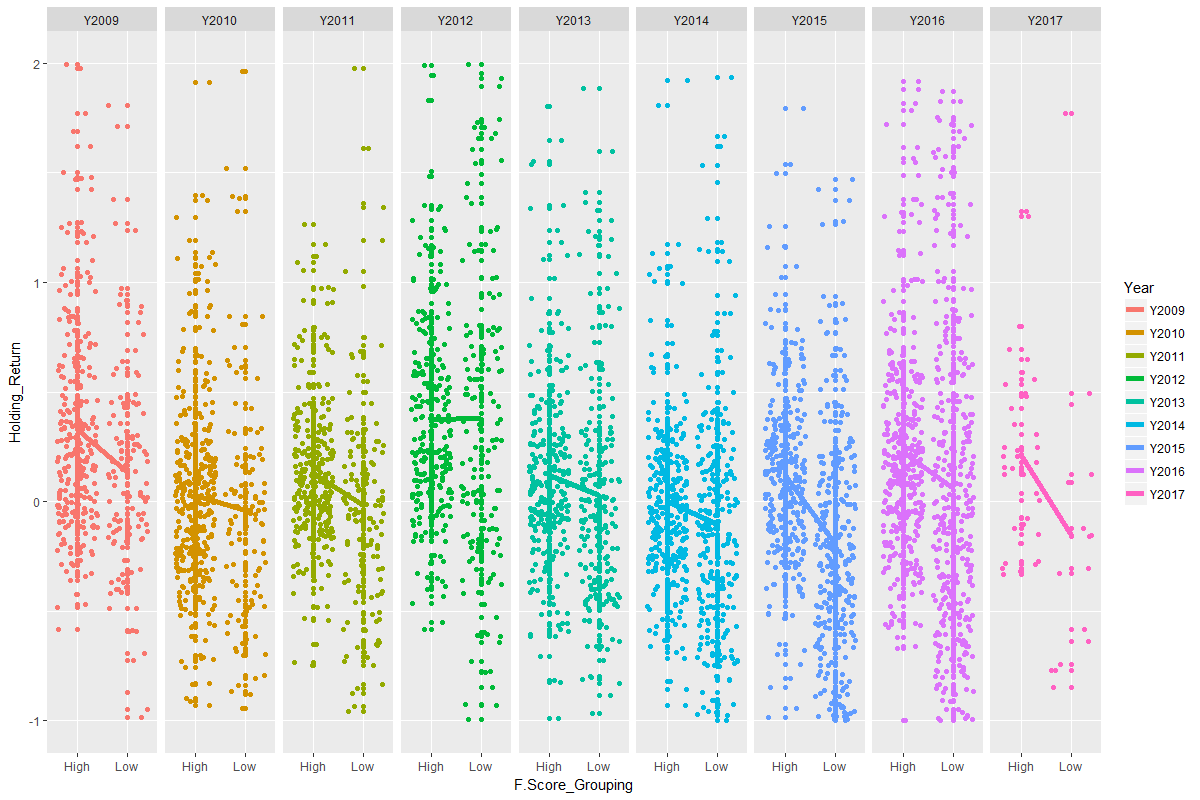 Y2009 Y2010 Y2011 Y2012 Y2013 Y2014 Y2015 Y2016 Y2017
Holding_Return
2
1
0
-1
High Low High Low High Low High Low High Low High Low High Low High Low High Low
F.Score_Grouping
Year
Y2009
Y2010
Y2011
Y2012
Y2013
Y2014
Y2015
Y2016
Y2017